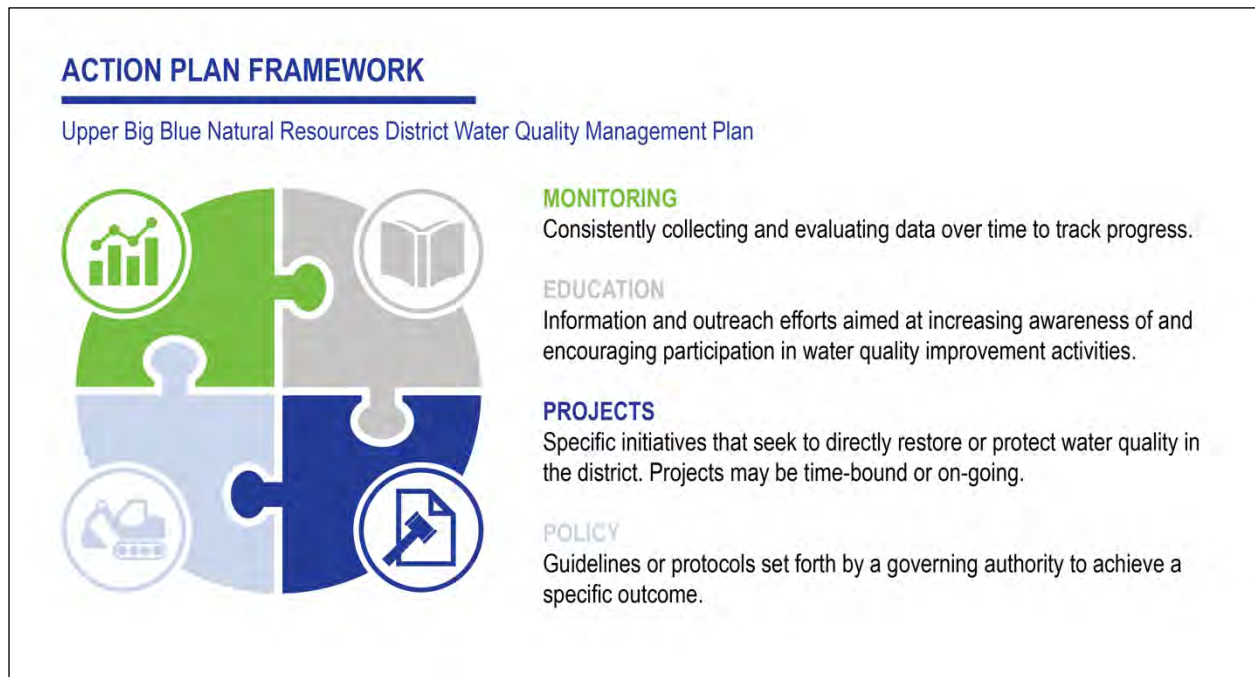 ACTION PLAN FRAMEWORK
Upper Big Blue Natural Resources District Water Quality Management Plan
MONITORING
Consistently collecting and evaluating data over time to track progress.
EDUCATION
Information and outreach efforts aimed at increasing awareness of and
encouraging participation in water quality improvement activities.
PROJECTS
Specific initiatives that seek to directly restore or protect water quality in
the district. Projects may be time-bound or on-going.
POLICY
Guidelines or protocols set forth by a governing authority to achieve a
specific outcome.